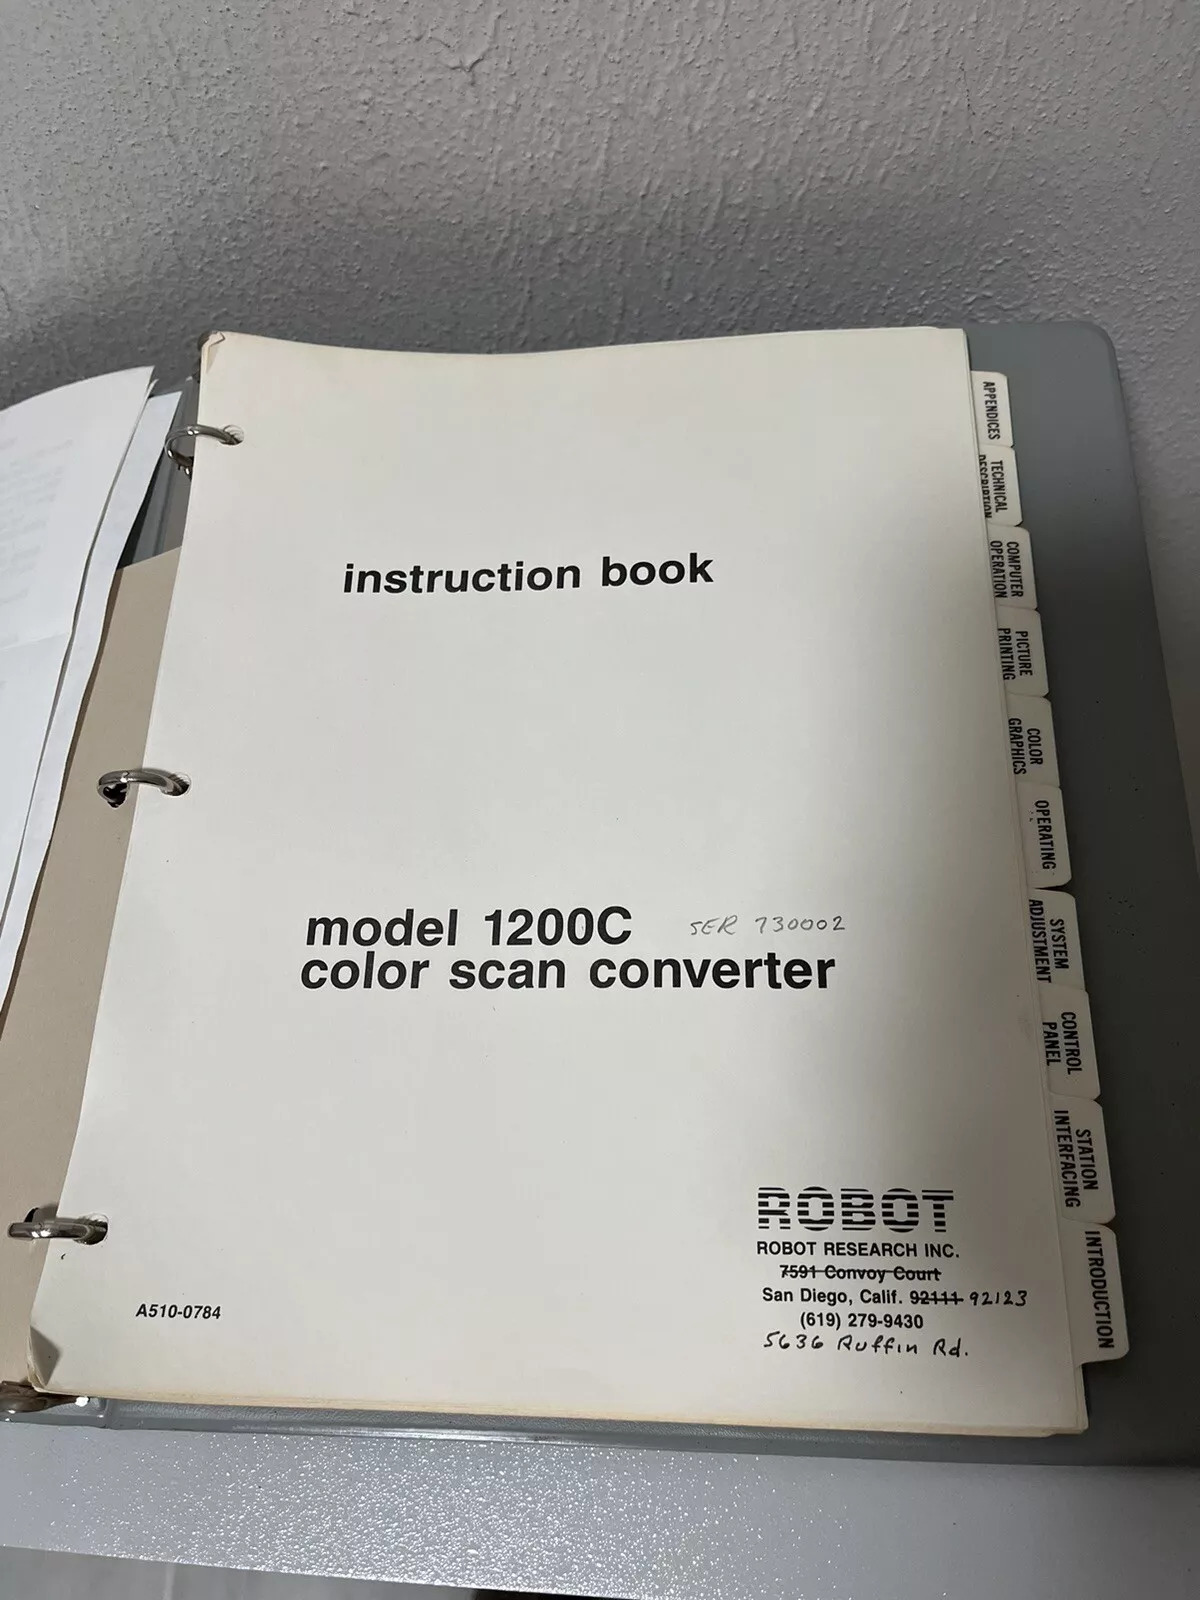 instruction book
model 1200C SER 730002
color scan converter
ROBOT
ROBOT RESEARCH INC.
7591 Convoy Court
San Diego, Calif. 92111 92123
(619) 279-9430
5636 Ruffin Rd.
A510-0784
APPENDICES
TECHNICAL
DESCRIPTION
COMPUTER
OPERATION
PICTURE
PRINTING
COLOR
GRAPHICS
OPERATING
SYSTEM
ADJUSTMENT
CONTROL
PANEL
STATION
INTERFACING
INTRODUCTION